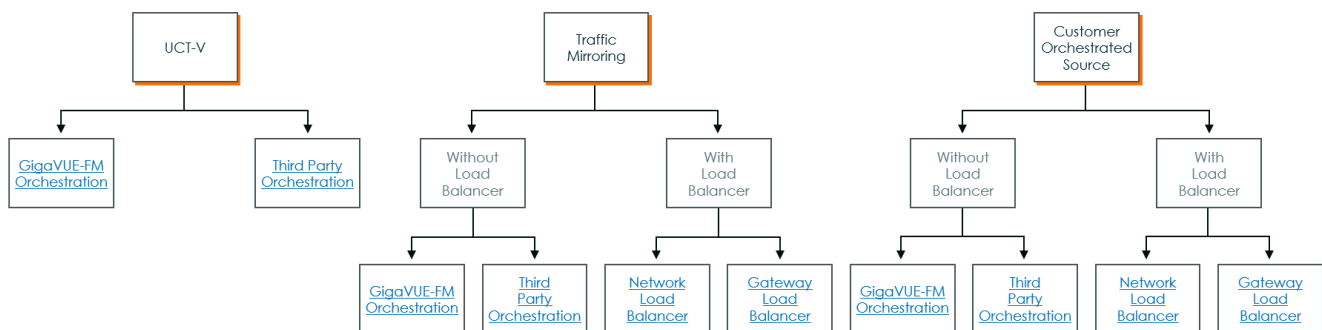 UCT-V
Traffic
Mirroring
Customer
Orchestrated
Source
GigaVUE-FM
Orchestration
Third Party
Orchestration
Without
Load
Balancer
With
Load
Balancer
Without
Load
Balancer
With
Load
Balancer
GigaVUE-FM
Orchestration
Third
Party
Orchestration
Network
Load
Balancer
Gateway
Load
Balancer
GigaVUE-FM
Orchestration
Third
Party
Orchestration
Network
Load
Balancer
Gateway
Load
Balancer